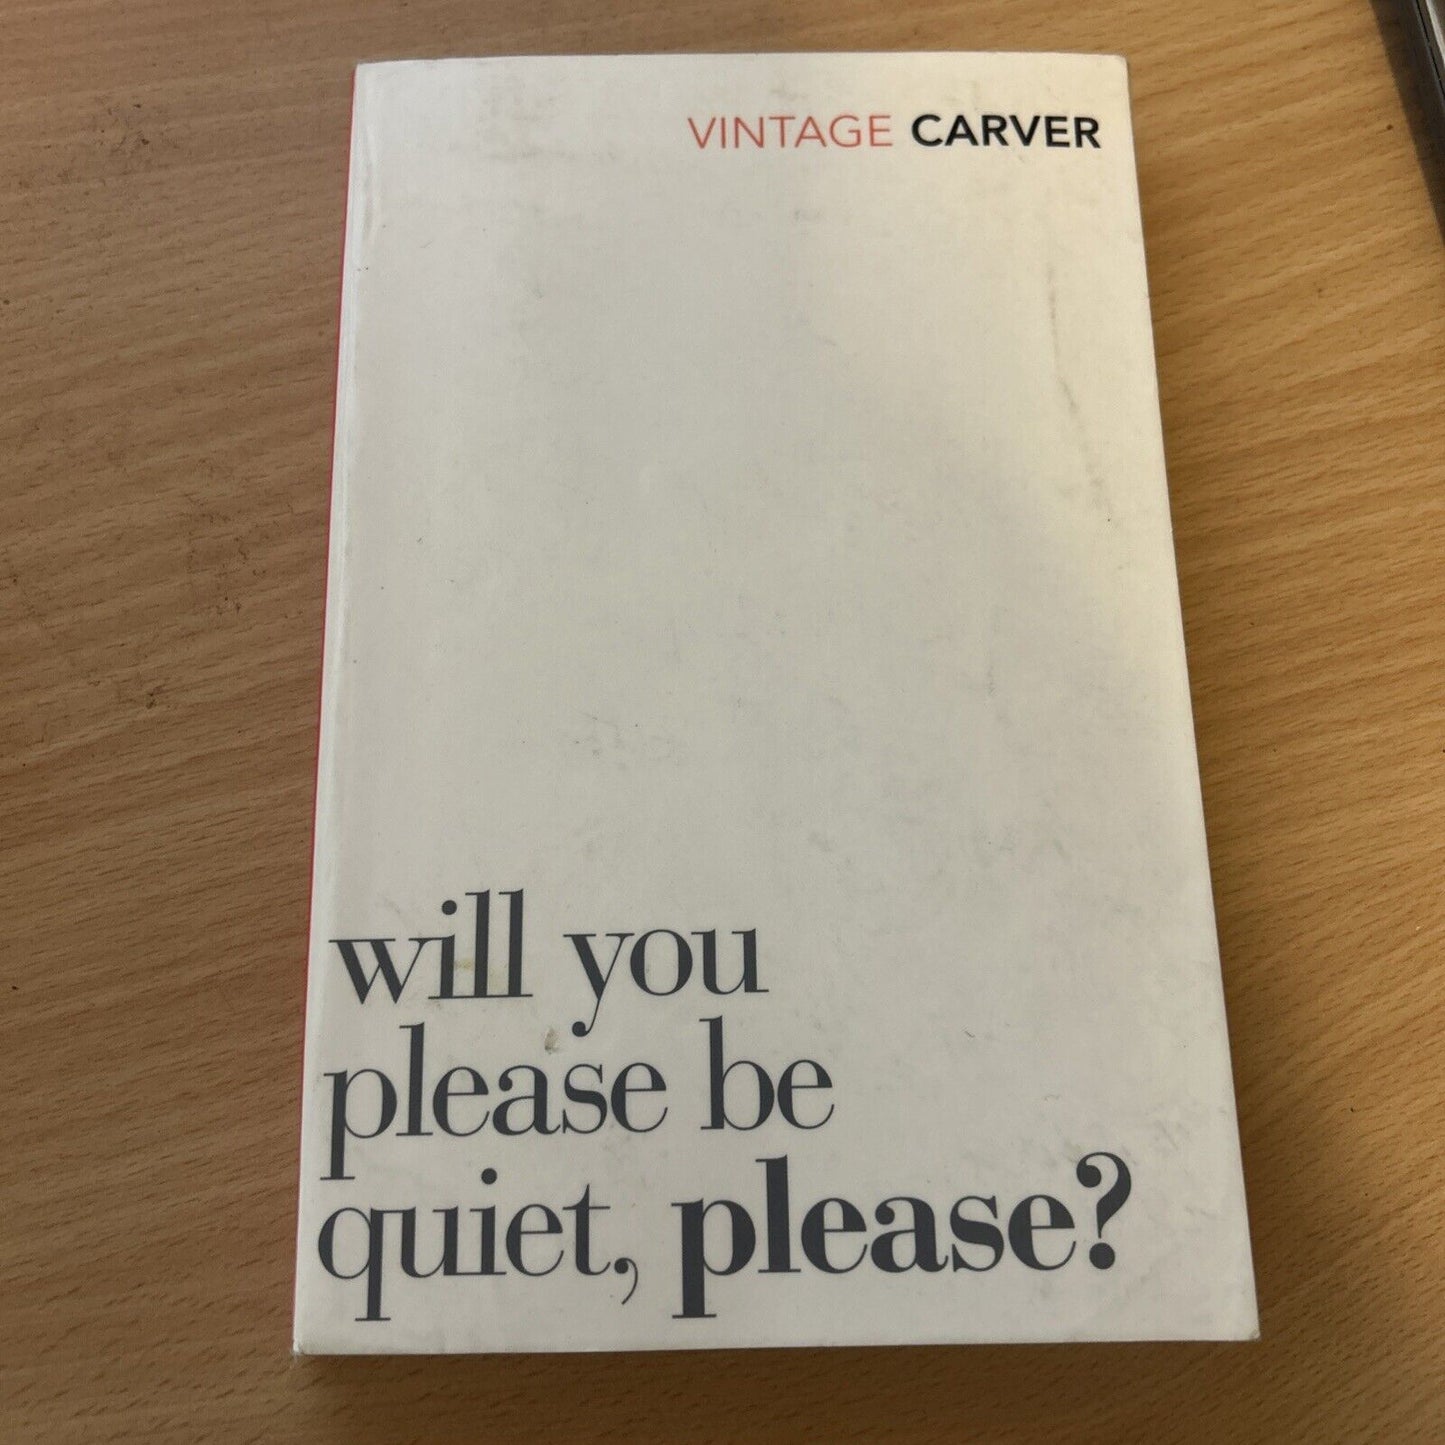 VINTAGE CARVER
will you
please be
quiet, please?